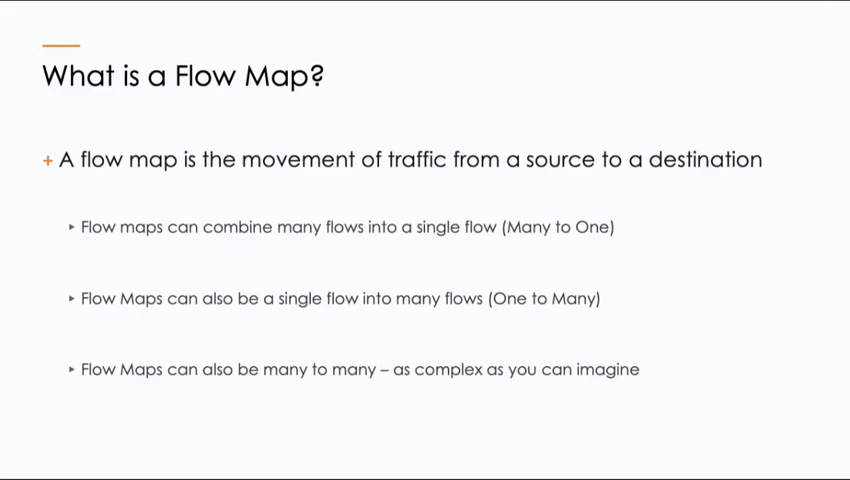 What is a Flow Map?
+ A flow map is the movement of traffic from a source to a destination
‣ Flow maps can combine many flows into a single flow (Many to One)
‣ Flow Maps can also be a single flow into many flows (One to Many)
‣ Flow Maps can also be many to many – as complex as you can imagine